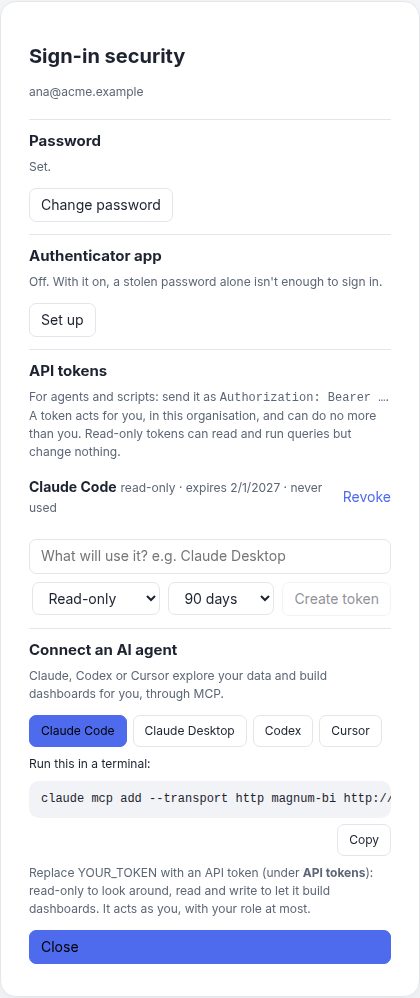 Sign-in security
ana@acme.example
Password
Set.
Change password
Authenticator app
Off. With it on, a stolen password alone isn't enough to sign in.
Set up
API tokens
For agents and scripts: send it as Authorization: Bearer ….
A token acts for you, in this organisation, and can do no more
than you. Read-only tokens can read and run queries but
change nothing.
Claude Code read-only · expires 2/1/2027 · never
used
Revoke
What will use it? e.g. Claude Desktop
Read-only 90 days Create token
Connect an AI agent
Claude, Codex or Cursor explore your data and build
dashboards for you, through MCP.
Claude Code Claude Desktop Codex Cursor
Run this in a terminal:
claude mcp add --transport http magnum-bi http://
Copy
Replace YOUR_TOKEN with an API token (under API tokens):
read-only to look around, read and write to let it build
dashboards. It acts as you, with your role at most.
Close